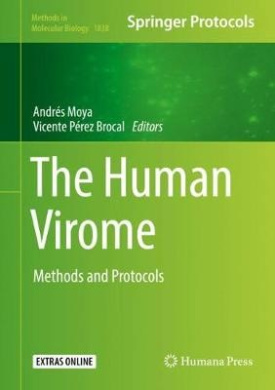 Methods in
Molecular Biology 1838
Springer Protocols
Andrés Moya
Vicente Pérez Brocal Editors
The Human
Virome
Methods and Protocols
EXTRAS ONLINE
Humana Press